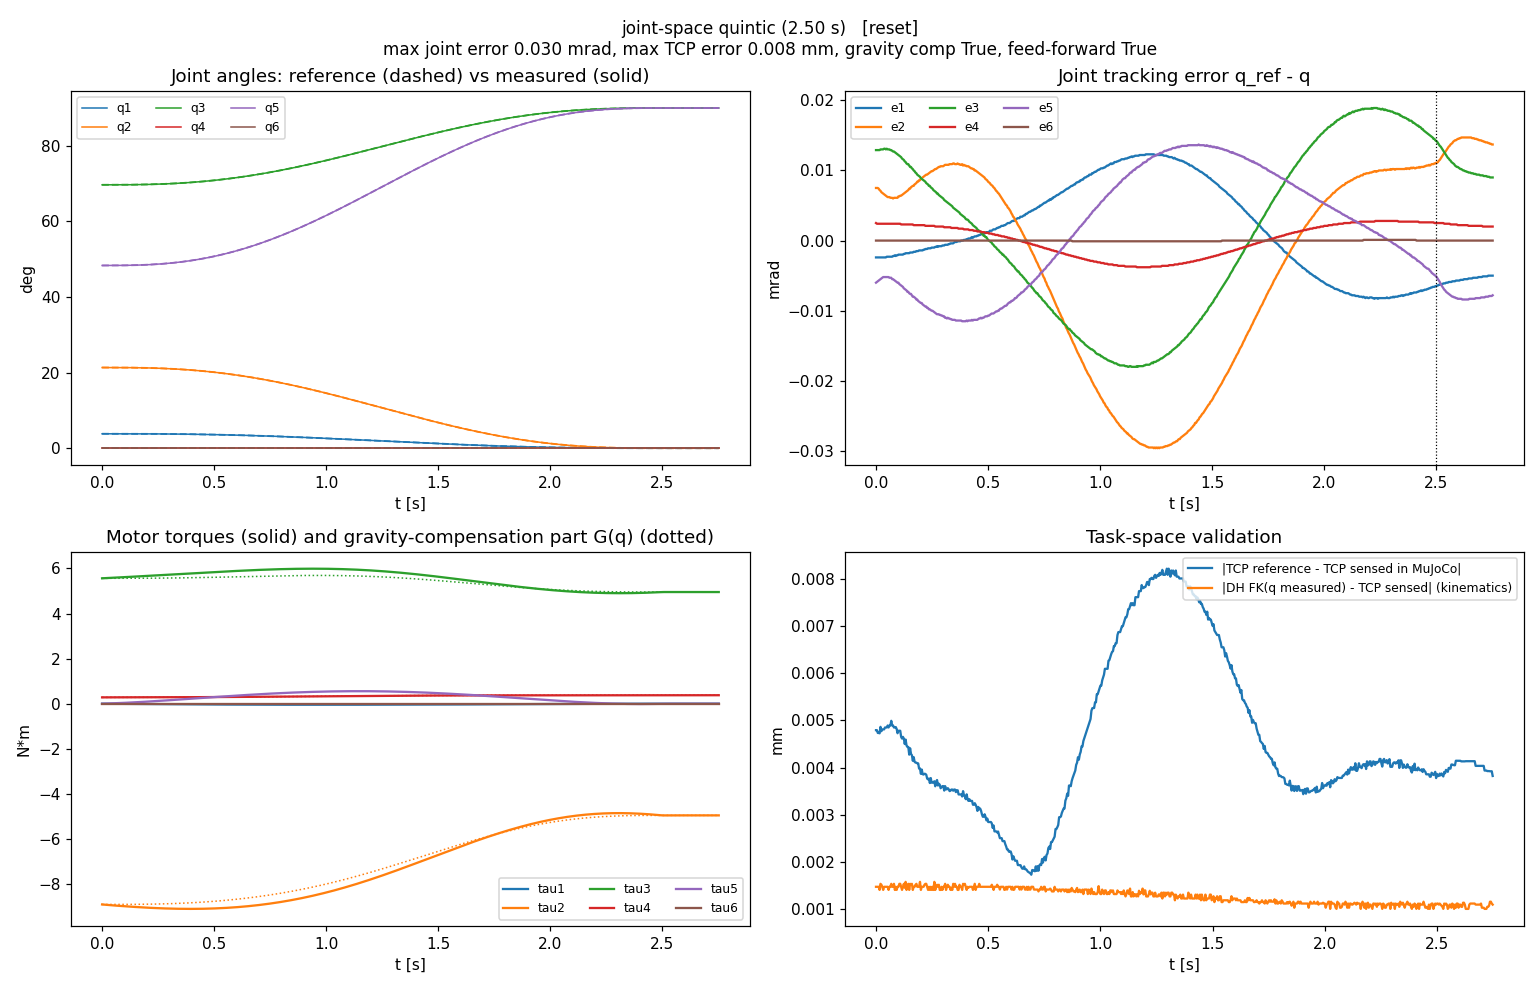 joint-space quintic (2.50 s)   [reset]
max joint error 0.030 mrad, max TCP error 0.008 mm, gravity comp True, feed-forward True
Joint angles: reference (dashed) vs measured (solid)
q1 q3 q5
q2 q4 q6
80
60
40
20
0
deg
0.0 0.5 1.0 1.5 2.0 2.5
t [s]
Joint tracking error q_ref - q
e1 e3 e5
e2 e4 e6
0.02
0.01
0.00
−0.01
−0.02
−0.03
mrad
0.0 0.5 1.0 1.5 2.0 2.5
t [s]
Motor torques (solid) and gravity-compensation part G(q) (dotted)
6
4
2
0
−2
−4
−6
−8
N*m
tau1 tau3 tau5
tau2 tau4 tau6
0.0 0.5 1.0 1.5 2.0 2.5
t [s]
Task-space validation
|TCP reference - TCP sensed in MuJoCo|
|DH FK(q measured) - TCP sensed| (kinematics)
0.008
0.007
0.006
0.005
0.004
0.003
0.002
0.001
mm
0.0 0.5 1.0 1.5 2.0 2.5
t [s]